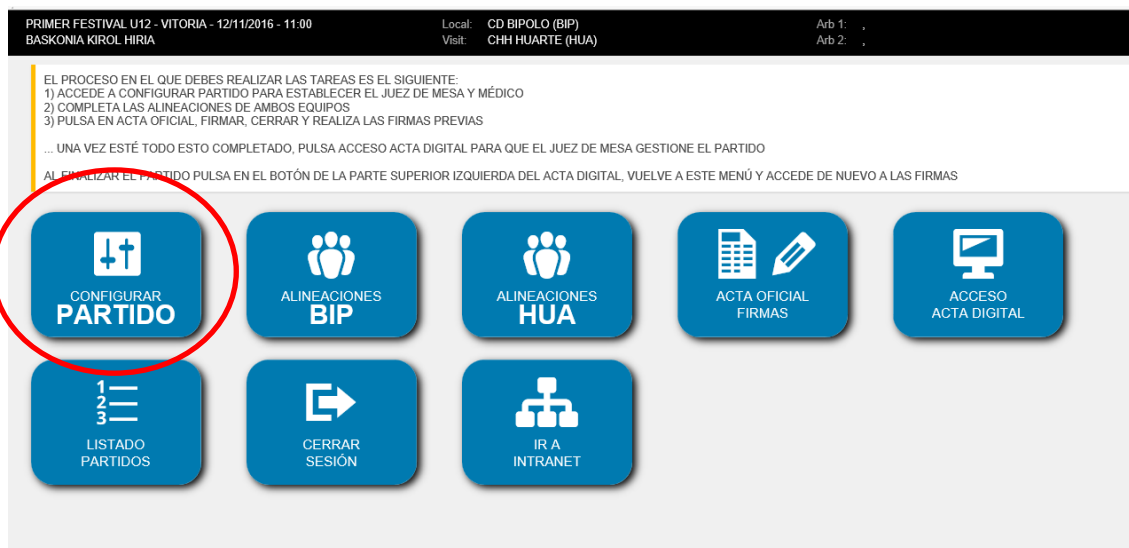 PRIMER FESTIVAL U12 - VITORIA - 12/11/2016 - 11:00
BASKONIA KIROL HIRIA
Local: CD BIPOLO (BIP)
Visit: CHH HUARTE (HUA)
Arb 1: ,
Arb 2: ,
EL PROCESO EN EL QUE DEBES REALIZAR LAS TAREAS ES EL SIGUIENTE:
1) ACCEDE A CONFIGURAR PARTIDO PARA ESTABLECER EL JUEZ DE MESA Y MÉDICO
2) COMPLETA LAS ALINEACIONES DE AMBOS EQUIPOS
3) PULSA EN ACTA OFICIAL, FIRMAR, CERRAR Y REALIZA LAS FIRMAS PREVIAS
... UNA VEZ ESTÉ TODO ESTO COMPLETADO, PULSA ACCESO ACTA DIGITAL PARA QUE EL JUEZ DE MESA GESTIONE EL PARTIDO
AL FINALIZAR EL PARTIDO PULSA EN EL BOTÓN DE LA PARTE SUPERIOR IZQUIERDA DEL ACTA DIGITAL, VUELVE A ESTE MENÚ Y ACCEDE DE NUEVO A LAS FIRMAS
CONFIGURAR
PARTIDO
ALINEACIONES
BIP
ALINEACIONES
HUA
ACTA OFICIAL
FIRMAS
ACCESO
ACTA DIGITAL
1
2
3
LISTADO
PARTIDOS
CERRAR
SESIÓN
IR A
INTRANET